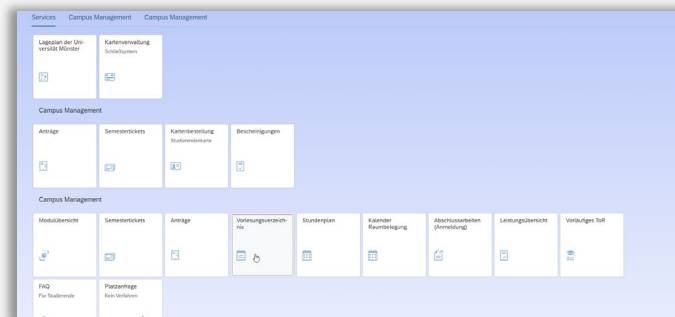 Services Campus Management Campus Management
Lageplan der Uni-
versität Münster
Kartenverwaltung
Schließsystem
Campus Management
Anträge
Semestertickets
Kartenbestellung
Studierendenkarte
Bescheinigungen
Campus Management
Modulübersicht
Semestertickets
Anträge
Vorlesungsverzeich-
nis
Stundenplan
Kalender
Raumbelegung
Abschlussarbeiten
(Anmeldung)
Leistungsübersicht
Vorläufiges ToR
FAQ
Für Studierende
Platzanfrage
Kein Verfahren